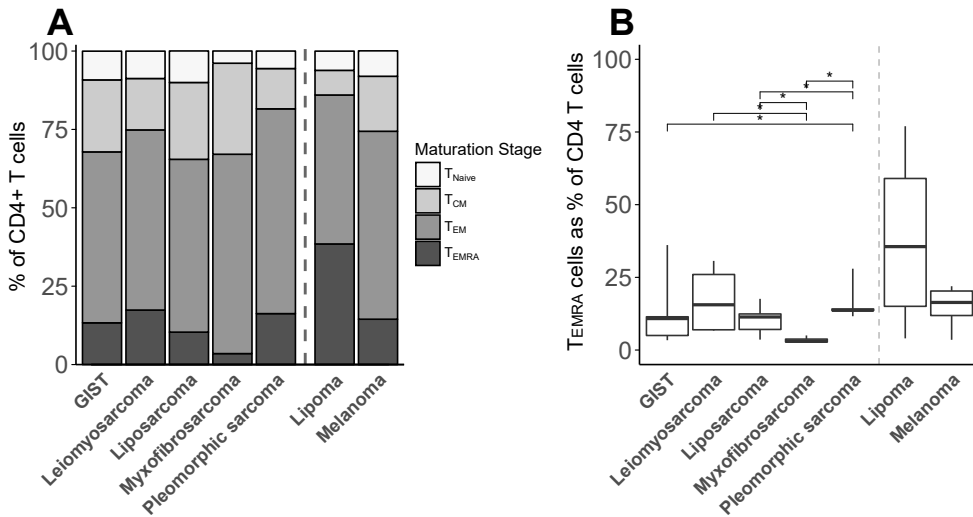 A
% of CD4+ T cells
100
75
50
25
0
GIST
Leiomyosarcoma
Liposarcoma
Myxofibrosarcoma
Pleomorphic sarcoma
Lipoma
Melanoma
Maturation Stage
TNaive
TCM
TEM
TEMRA
B
TEMRA cells as % of CD4 T cells
100
75
50
25
0
*
*
*
*
*
GIST
Leiomyosarcoma
Liposarcoma
Myxofibrosarcoma
Pleomorphic sarcoma
Lipoma
Melanoma